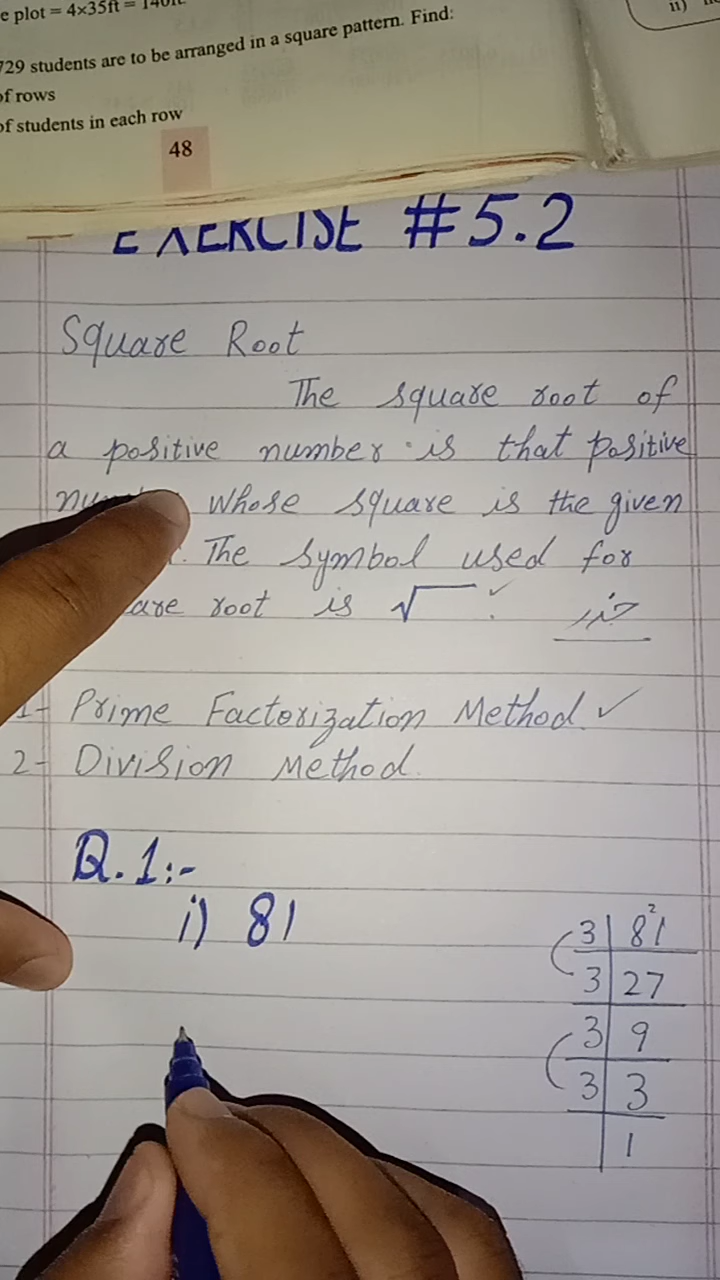 e plot = 4×35ft = 140ft
729 students are to be arranged in a square pattern. Find:
of rows
of students in each row
ii)
48
EXERCISE #5.2
Square Root
The square root of
a positive number is that positive
whose square is the given
. The symbol used for
are root is √ . جذر
1- Prime Factorization Method ✓
2- Division Method.
Q.1:-
i) 81
3 | 81
3 | 27
3 | 9
3 | 3
1